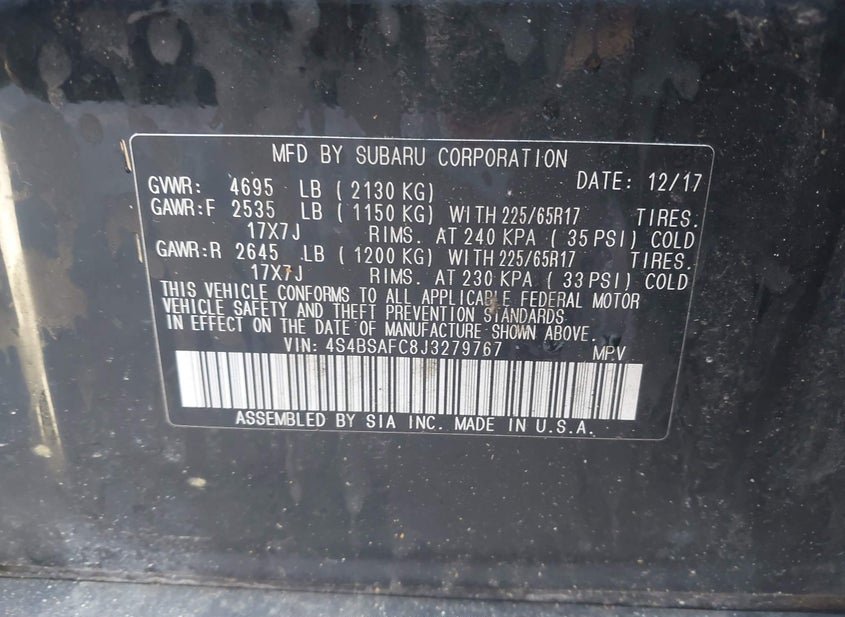 MFD BY SUBARU CORPORATION
GVWR: 4695 LB ( 2130 KG) DATE: 12/17
GAWR:F 2535 LB ( 1150 KG) WITH 225/65R17 TIRES.
17X7J RIMS. AT 240 KPA ( 35 PSI) COLD
GAWR:R 2645 LB ( 1200 KG) WITH 225/65R17 TIRES.
17X7J RIMS. AT 230 KPA ( 33 PSI) COLD
THIS VEHICLE CONFORMS TO ALL APPLICABLE FEDERAL MOTOR
VEHICLE SAFETY AND THEFT PREVENTION STANDARDS
IN EFFECT ON THE DATE OF MANUFACTURE SHOWN ABOVE.
VIN: 4S4BSAFC8J3279767 MPV
ASSEMBLED BY SIA INC. MADE IN U.S.A.